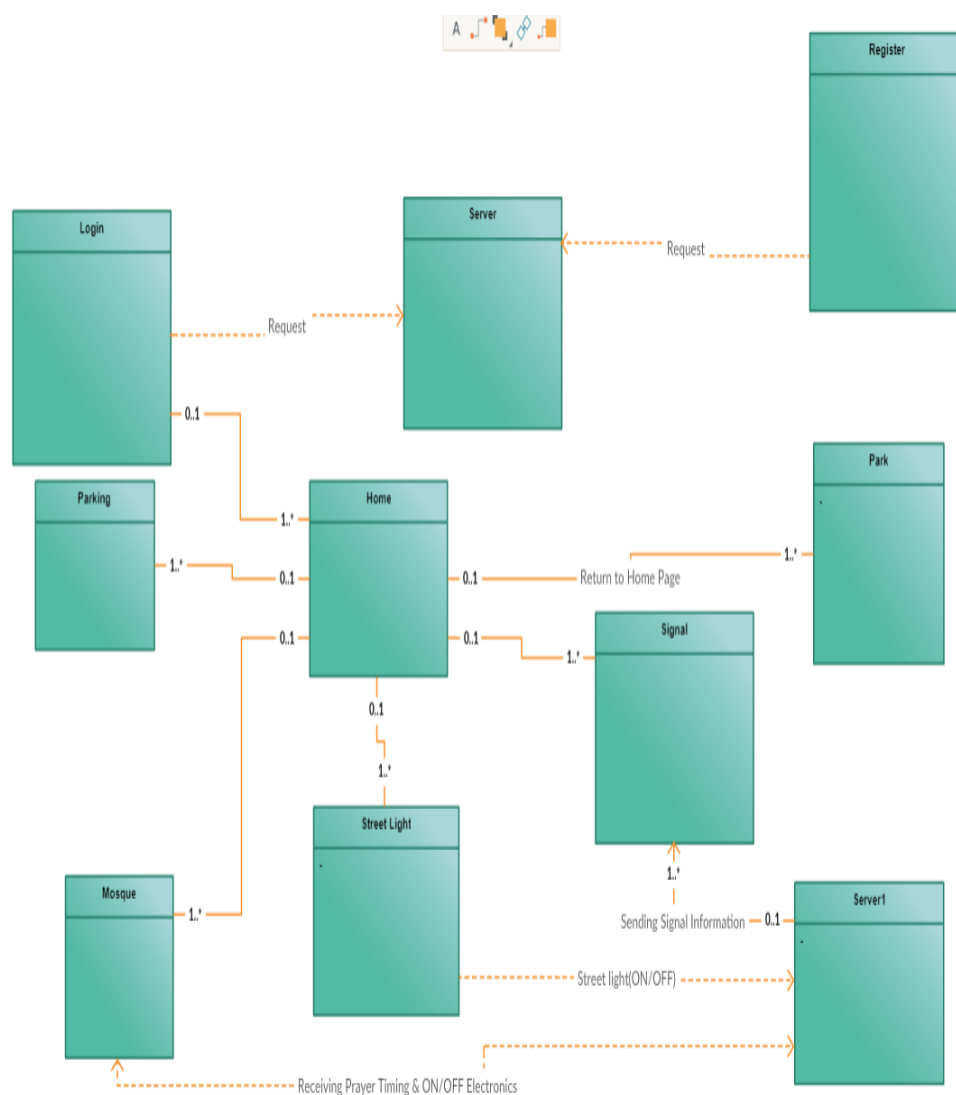 A
Register
Login
Server
Request
Request
0..1
Park
Parking
Home
1..*
1..*
1..*
0..1
0..1
Return to Home Page
Signal
0..1
0..1
1..*
0..1
1..*
Street Light
1..*
Mosque
Server1
1..*
Sending Signal Information
0..1
Street light(ON/OFF)
Receiving Prayer Timing & ON/OFF Electronics